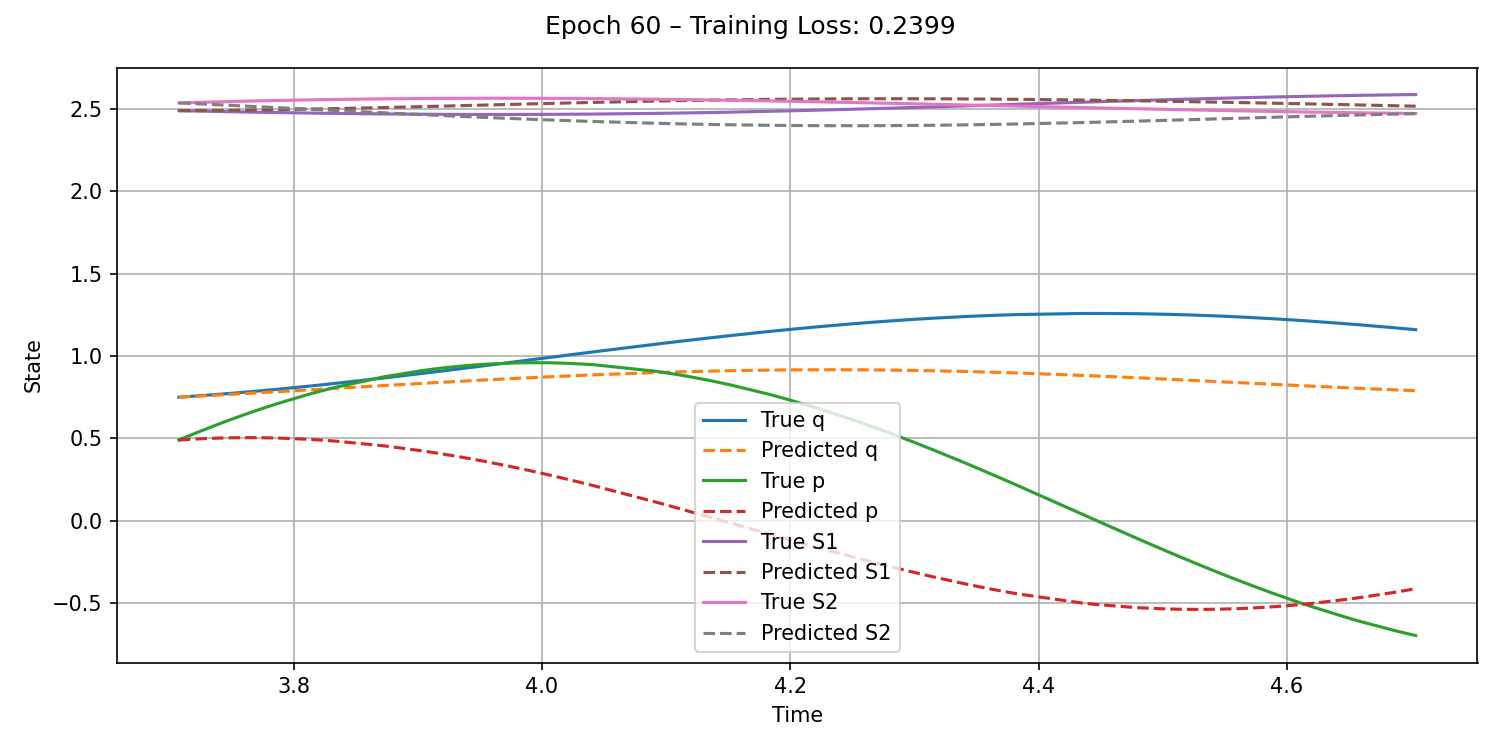 Epoch 60 – Training Loss: 0.2399
State
2.5
2.0
1.5
1.0
0.5
0.0
−0.5
True q
Predicted q
True p
Predicted p
True S1
Predicted S1
True S2
Predicted S2
3.8 4.0 4.2 4.4 4.6
Time